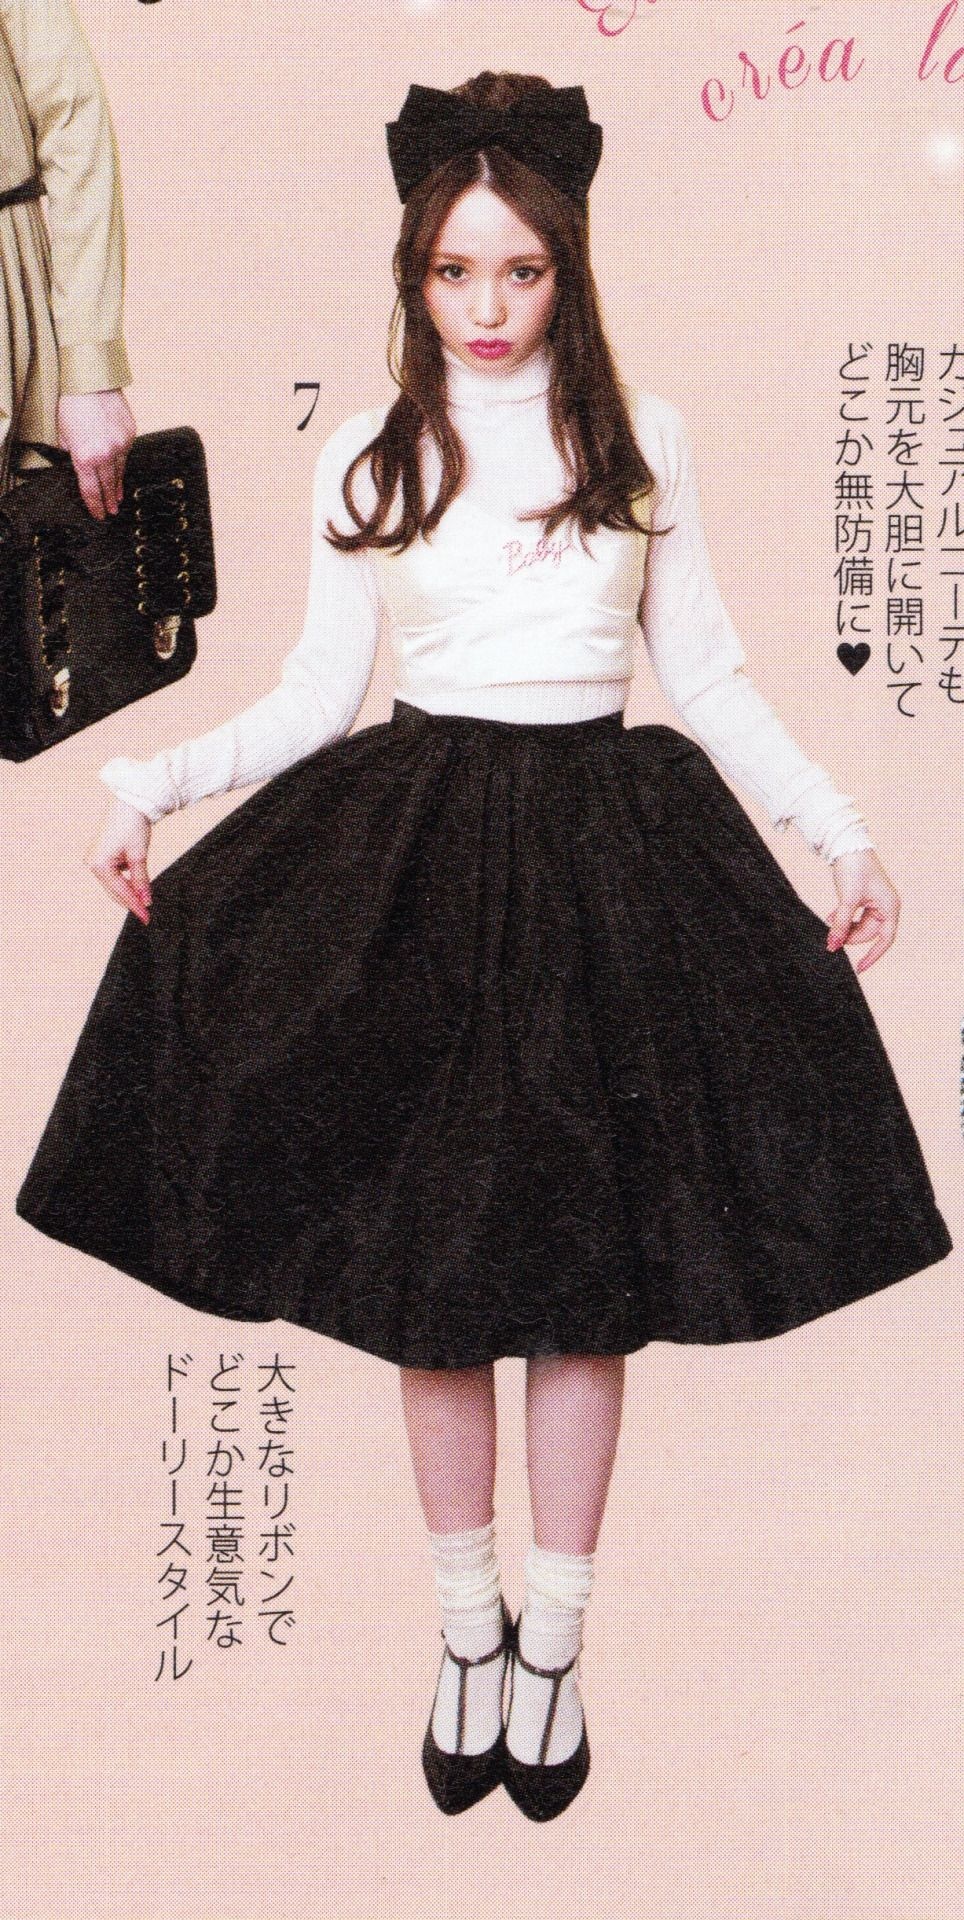 créa
7
カジュアルコーデも
胸元を大胆に開いて
どこか無防備に♥
大きなリボンで
どこか生意気な
ドーリースタイル